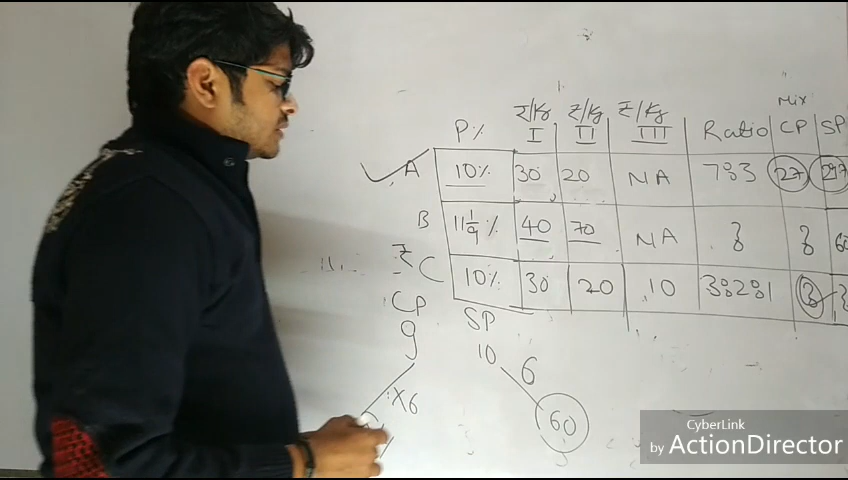 Mix
₹/Kg ₹/Kg ₹/Kg
P% I II III Ratio CP SP
A 10% 30 20 NA 7:3 27 297
B 11 1/9 % 40 70 NA
₹ C 10% 30 20 10 3:2:1
CP SP
9 10 6
×6 60
CyberLink
by ActionDirector